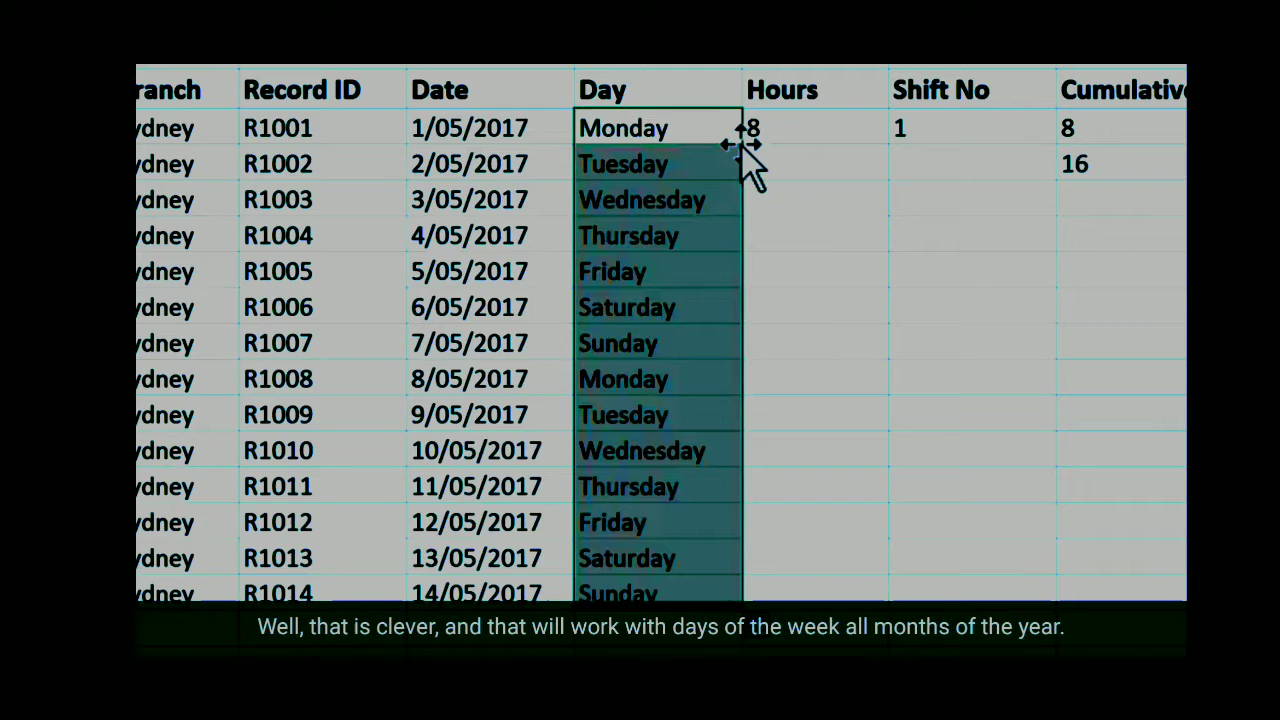 ranch Record ID Date Day Hours Shift No Cumulative
ydney R1001 1/05/2017 Monday 8 1 8
ydney R1002 2/05/2017 Tuesday 16
ydney R1003 3/05/2017 Wednesday
ydney R1004 4/05/2017 Thursday
ydney R1005 5/05/2017 Friday
ydney R1006 6/05/2017 Saturday
ydney R1007 7/05/2017 Sunday
ydney R1008 8/05/2017 Monday
ydney R1009 9/05/2017 Tuesday
ydney R1010 10/05/2017 Wednesday
ydney R1011 11/05/2017 Thursday
ydney R1012 12/05/2017 Friday
ydney R1013 13/05/2017 Saturday
ydney R1014 14/05/2017 Sunday
Well, that is clever, and that will work with days of the week all months of the year.